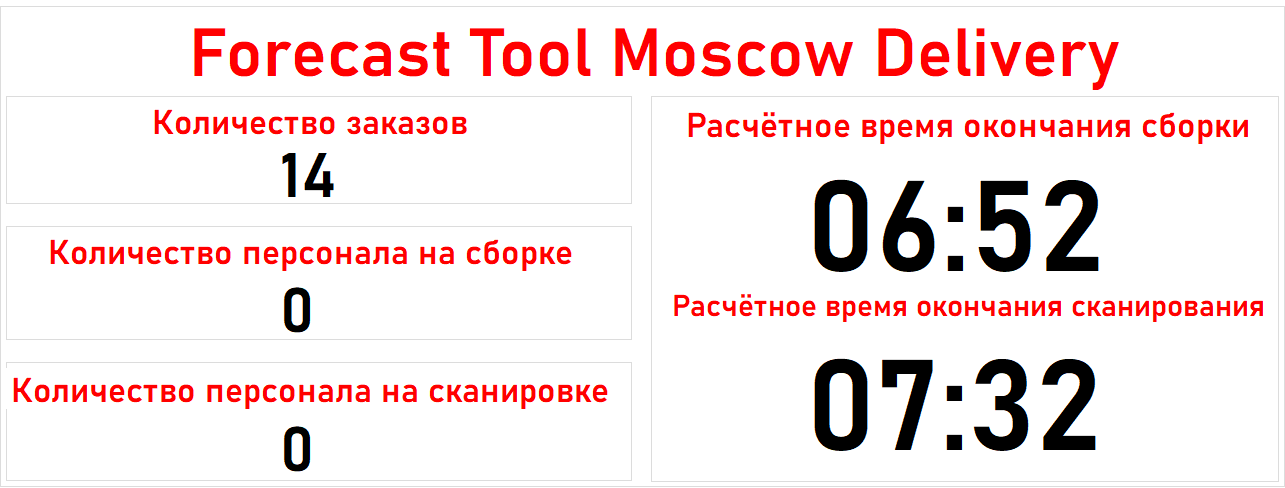 Forecast Tool Moscow Delivery
Количество заказов
14
Количество персонала на сборке
0
Количество персонала на сканировке
0
Расчётное время окончания сборки
06:52
Расчётное время окончания сканирования
07:32